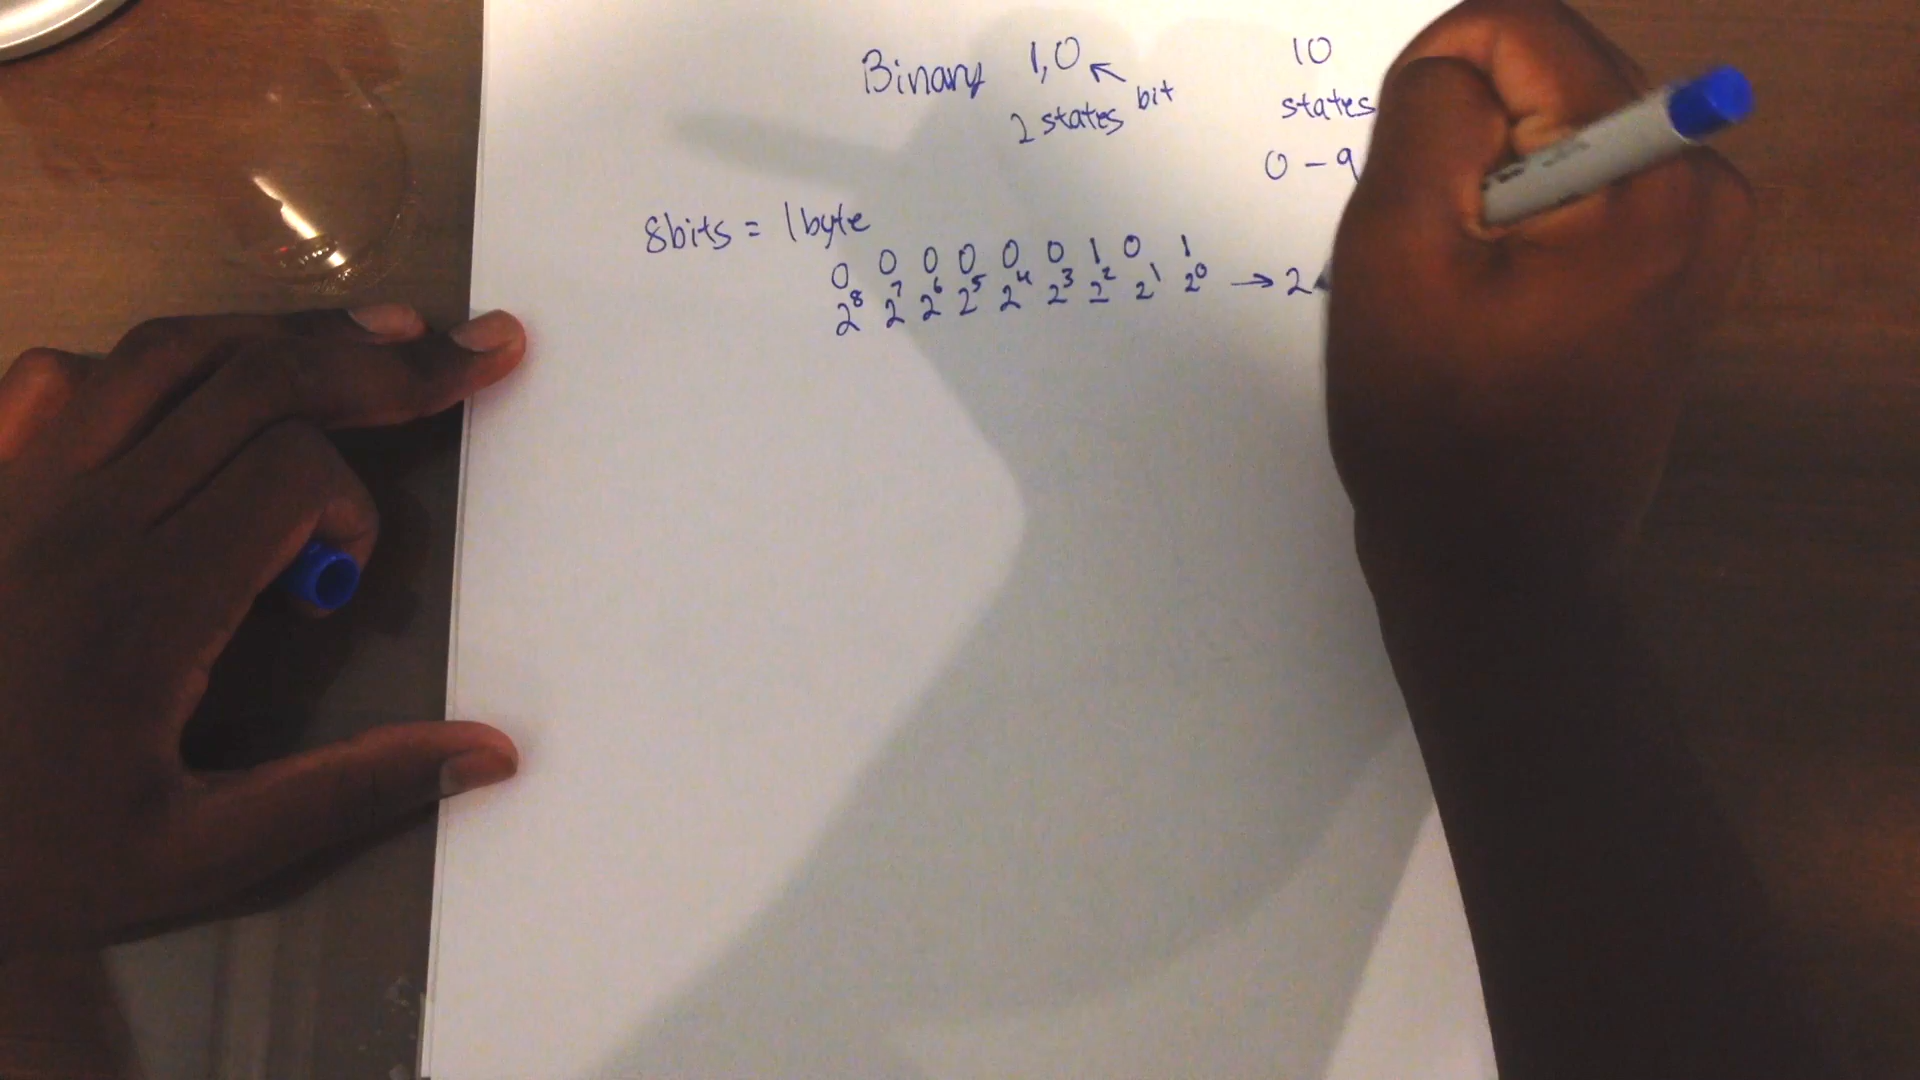 Binary 1,0 ↖ bit
2 states
10
states
0 – 9
8bits = 1byte
0 0 0 0 0 0 1 0 1
2⁸ 2⁷ 2⁶ 2⁵ 2⁴ 2³ 2² 2¹ 2⁰ → 2